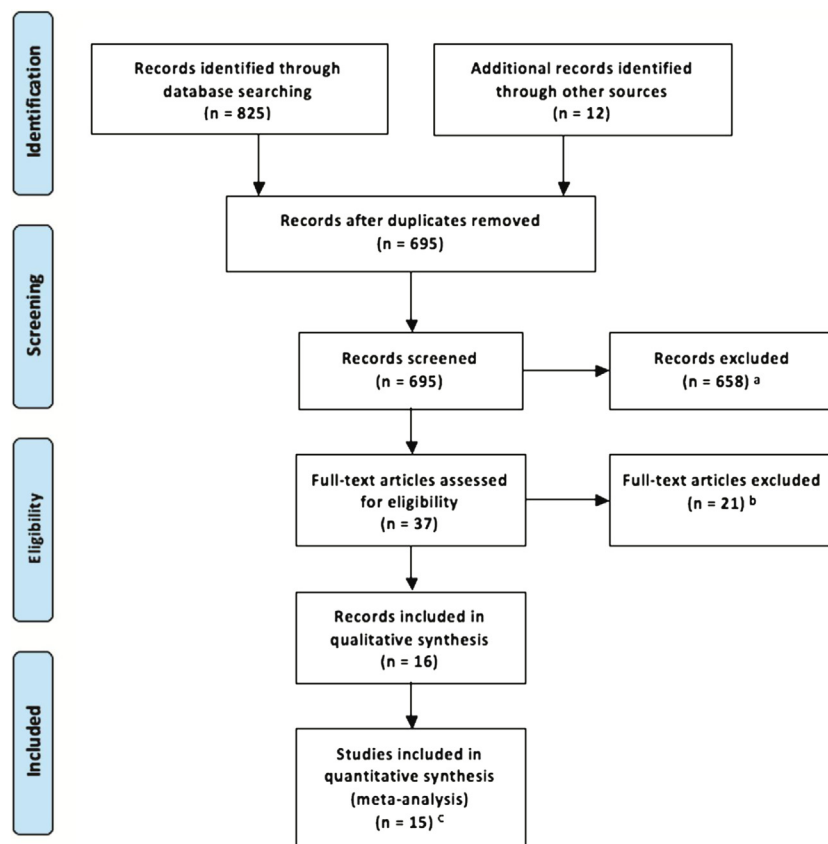 Identification
Records identified through
database searching
(n = 825)
Additional records identified
through other sources
(n = 12)
Records after duplicates removed
(n = 695)
Screening
Records screened
(n = 695)
Records excluded
(n = 658) a
Eligibility
Full-text articles assessed
for eligibility
(n = 37)
Full-text articles excluded
(n = 21) b
Records included in
qualitative synthesis
(n = 16)
Included
Studies included in
quantitative synthesis
(meta-analysis)
(n = 15) c